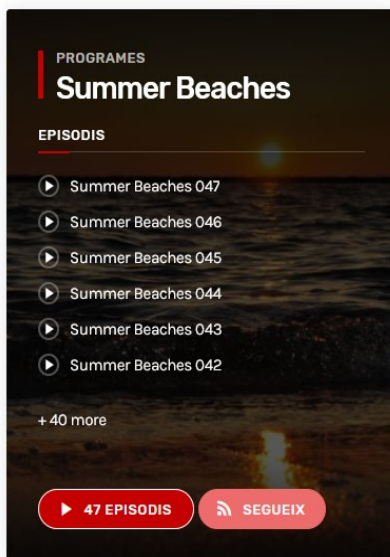 PROGRAMES
Summer Beaches
EPISODIS
Summer Beaches 047
Summer Beaches 046
Summer Beaches 045
Summer Beaches 044
Summer Beaches 043
Summer Beaches 042
+ 40 more
47 EPISODIS
SEGUEIX